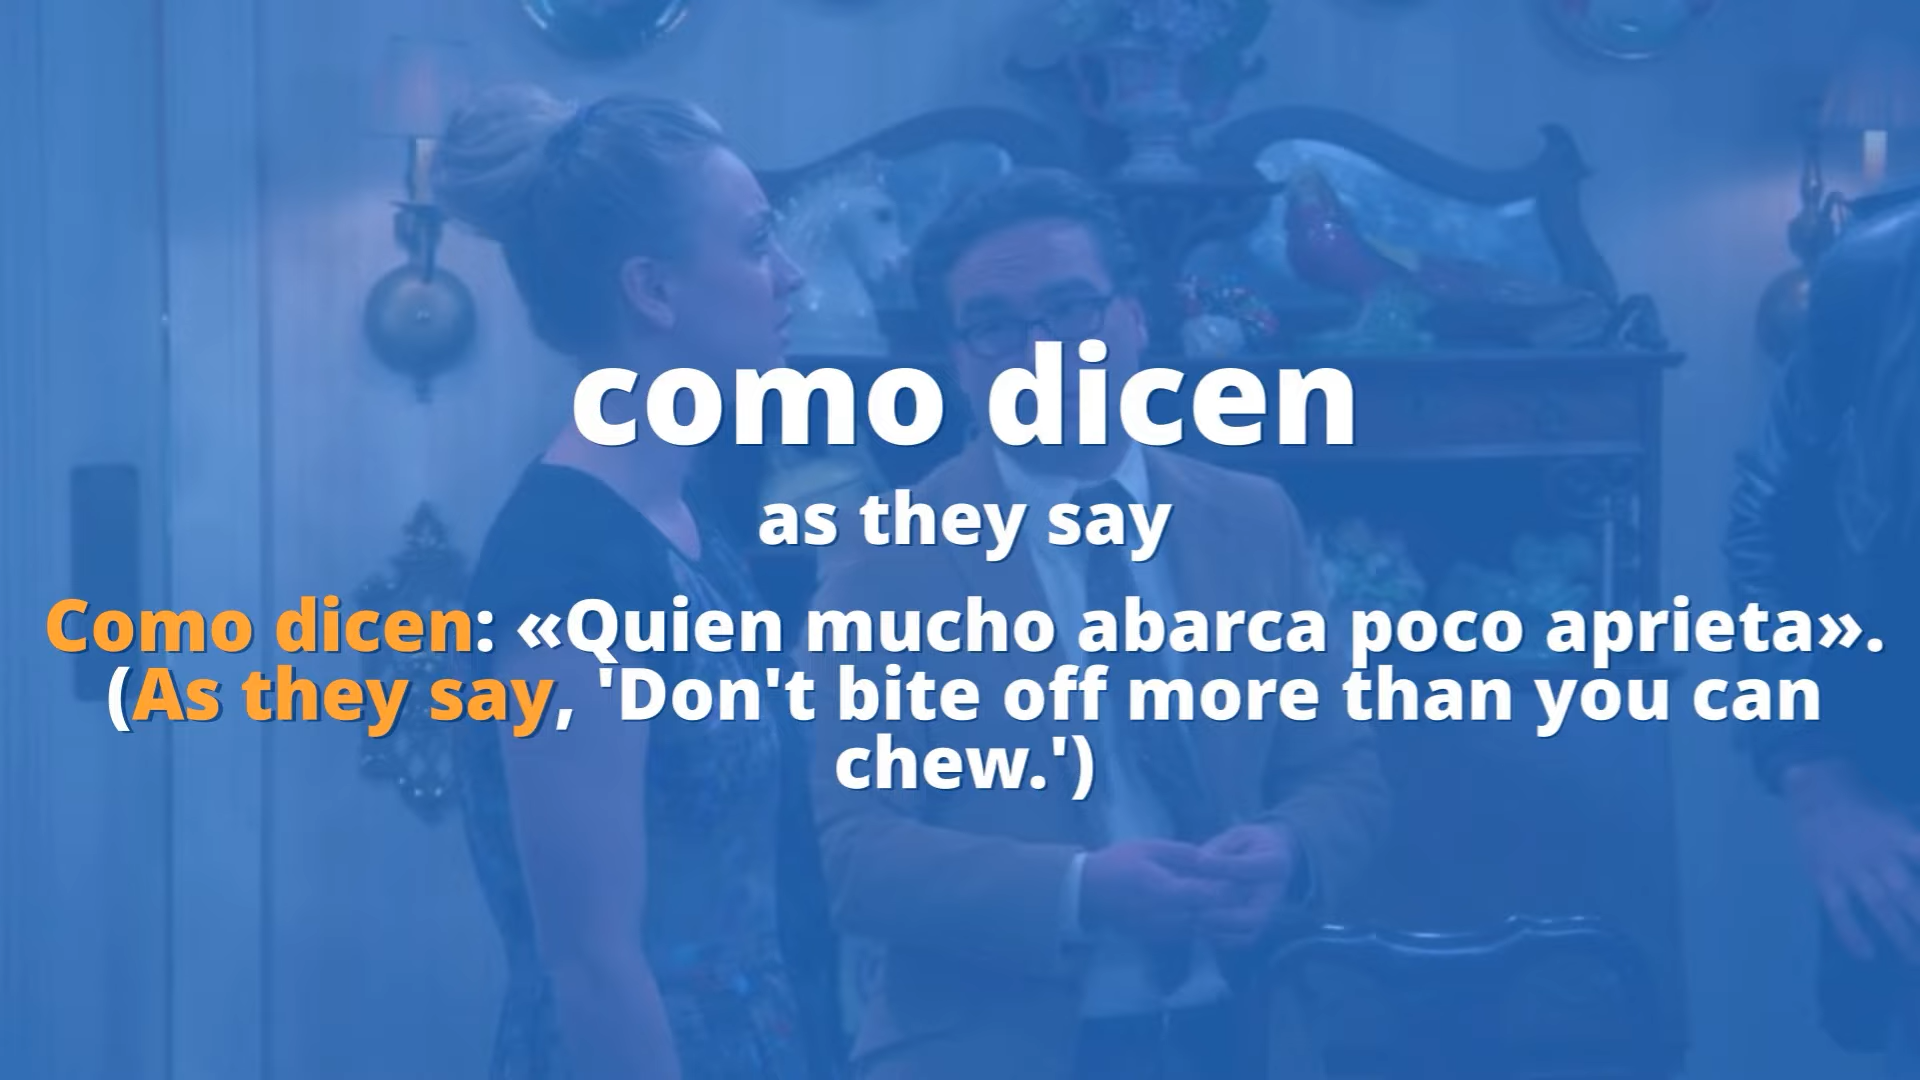 como dicen
as they say
Como dicen: «Quien mucho abarca poco aprieta».
(As they say, 'Don't bite off more than you can
chew.')